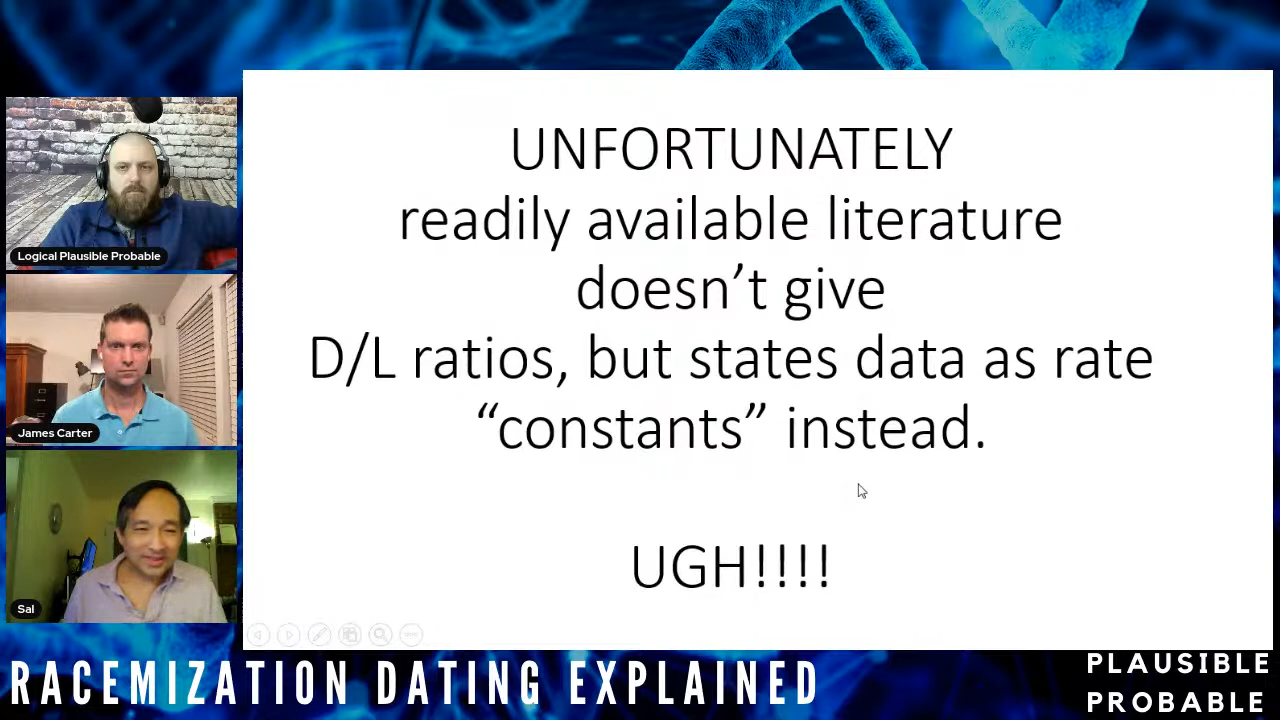 Logical Plausible Probable
James Carter
Sal
UNFORTUNATELY
readily available literature
doesn’t give
D/L ratios, but states data as rate
“constants” instead.
UGH!!!!
RACEMIZATION DATING EXPLAINED
PLAUSIBLE
PROBABLE